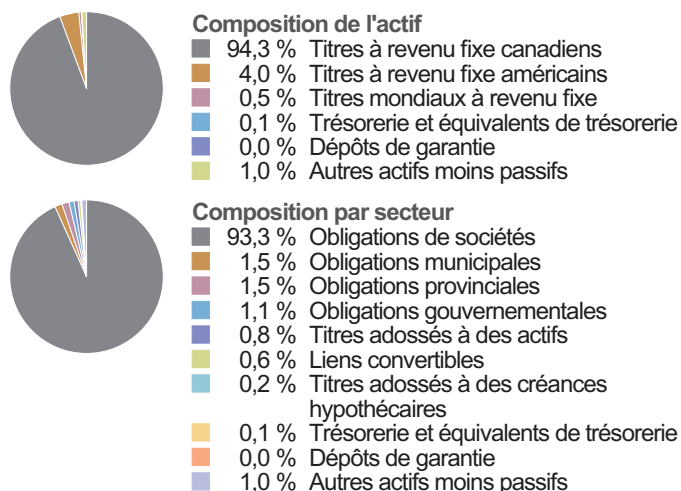 Composition de l'actif
94,3 % Titres à revenu fixe canadiens
4,0 % Titres à revenu fixe américains
0,5 % Titres mondiaux à revenu fixe
0,1 % Trésorerie et équivalents de trésorerie
0,0 % Dépôts de garantie
1,0 % Autres actifs moins passifs
Composition par secteur
93,3 % Obligations de sociétés
1,5 % Obligations municipales
1,5 % Obligations provinciales
1,1 % Obligations gouvernementales
0,8 % Titres adossés à des actifs
0,6 % Liens convertibles
0,2 % Titres adossés à des créances
hypothécaires
0,1 % Trésorerie et équivalents de trésorerie
0,0 % Dépôts de garantie
1,0 % Autres actifs moins passifs